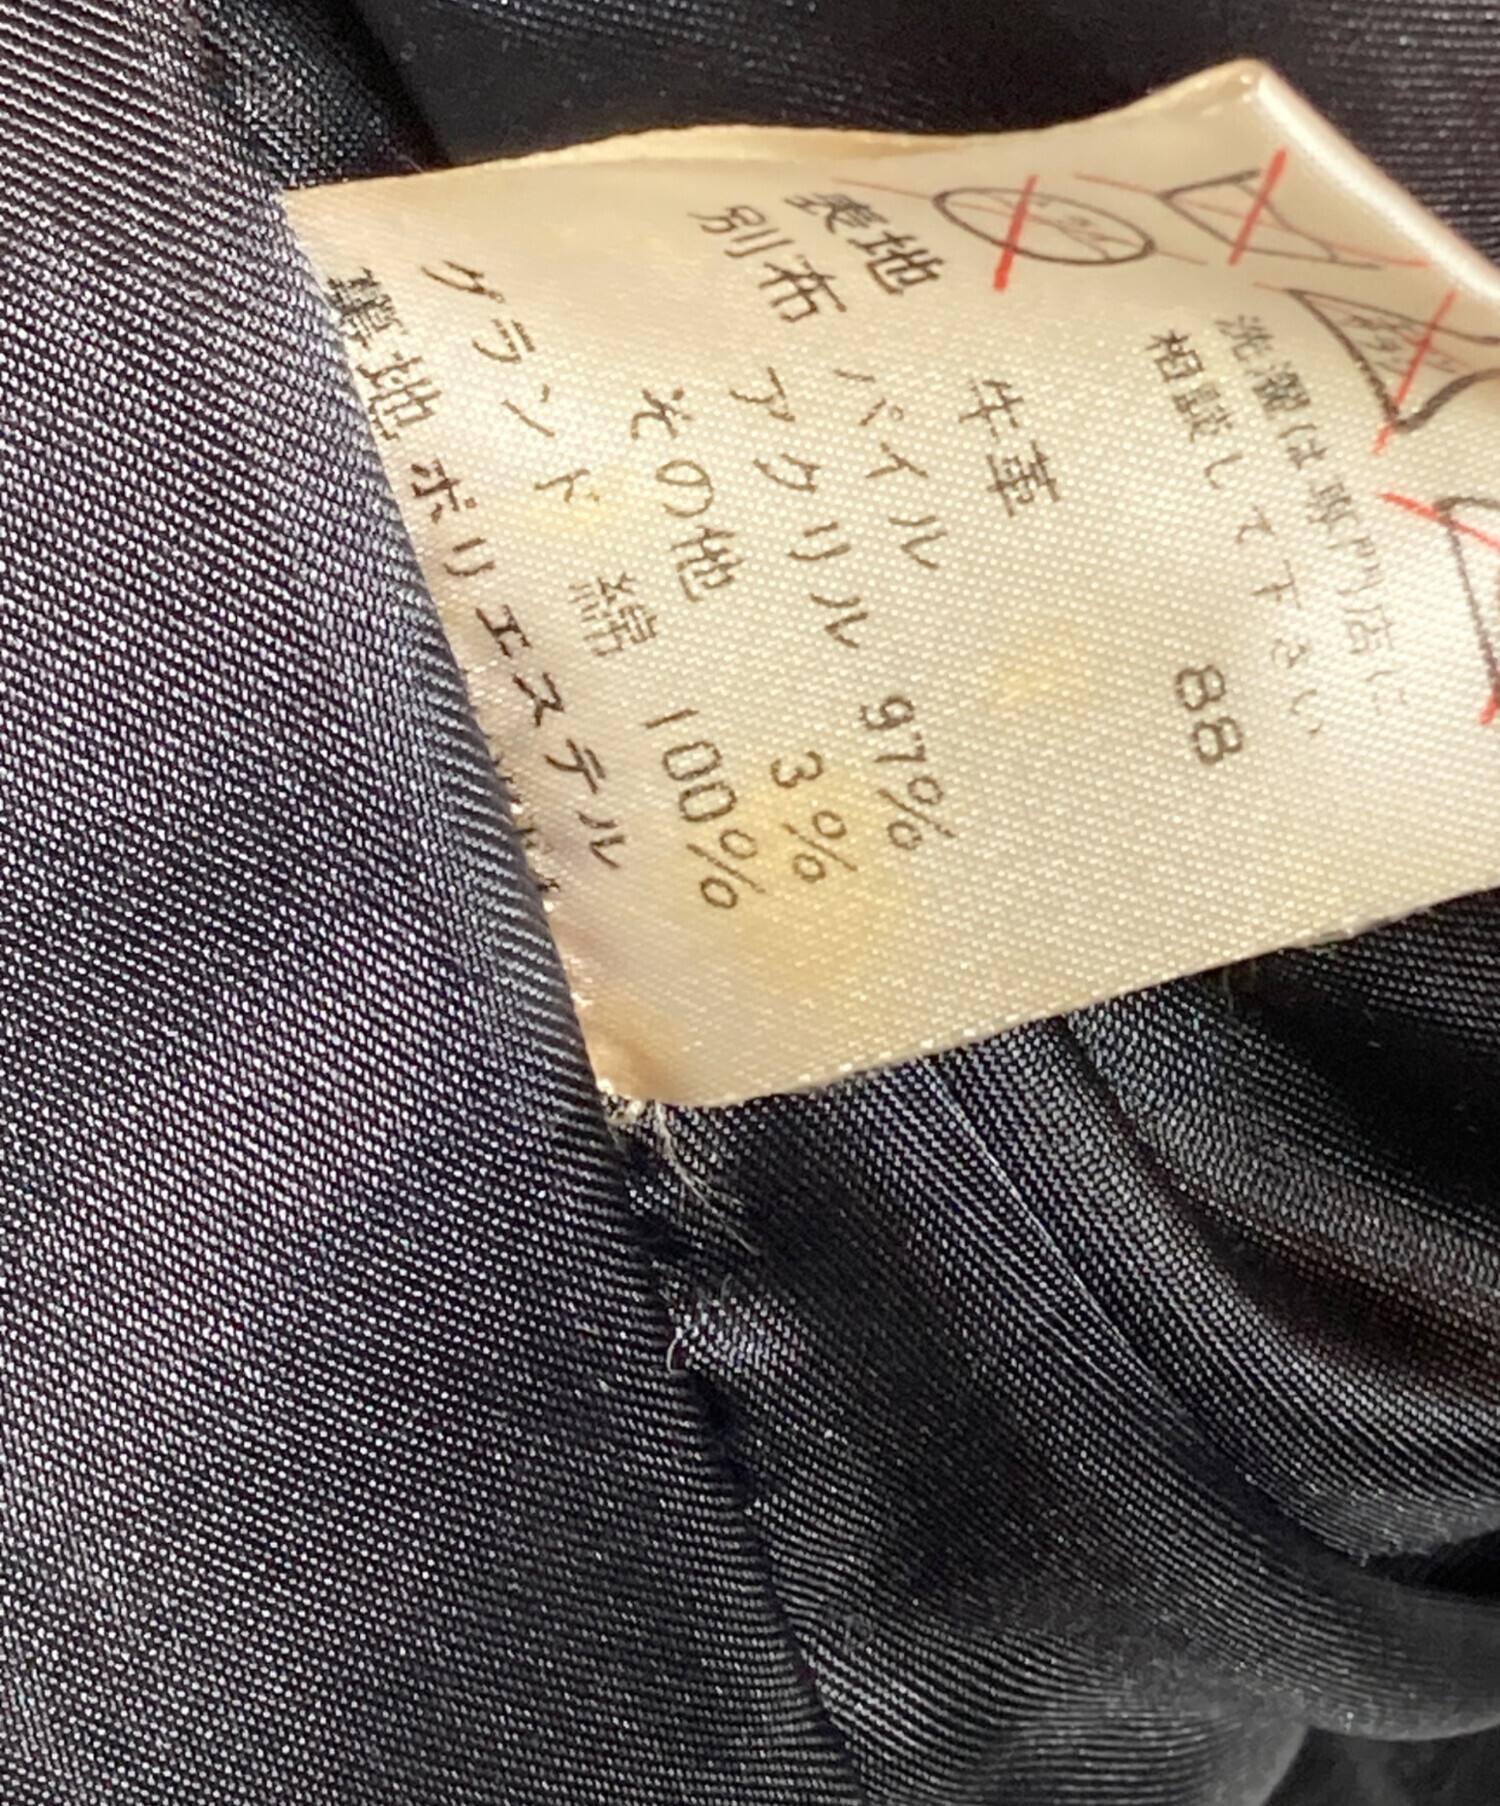 洗濯は専門店に
相談して下さい
88
表地 牛革
別布 パイル
アクリル 97%
その他 3%
グランド 綿 100%
裏地 ポリエステル